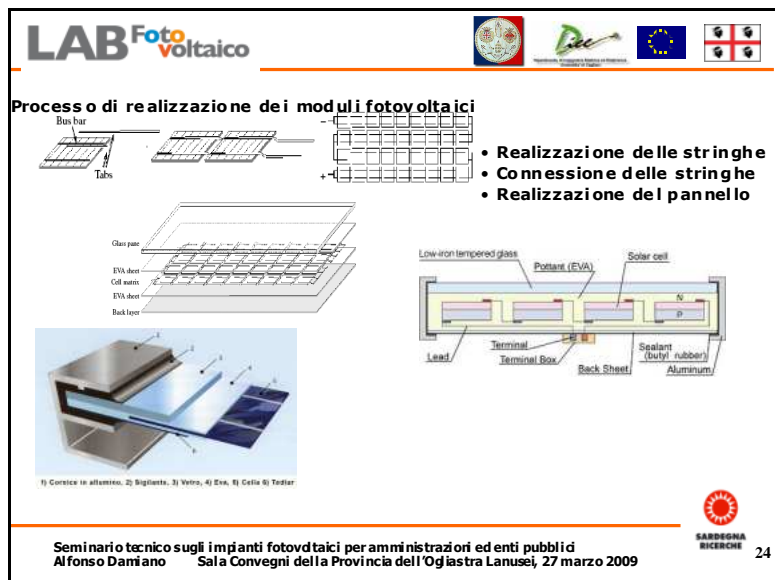 LAB Fotovoltaico
Dice
Processo di realizzazione dei moduli fotovoltaici
Bus bar
Tabs
–
+
• Realizzazione delle stringhe
• Connessione delle stringhe
• Realizzazione del pannello
Glass pane
EVA sheet
Cell matrix
EVA sheet
Back layer
Low-iron tempered glass
Pottant (EVA)
Solar cell
N
P
Lead
Terminal
Terminal Box
Back Sheet
Sealant
(butyl rubber)
Aluminum
1) Cornice in allumino, 2) Sigilante, 3) Vetro, 4) Eva, 5) Cella 6) Tedlar
SARDEGNA
RICERCHE
Seminario tecnico sugli impianti fotovoltaici per amministrazioni ed enti pubblici
Alfonso Damiano Sala Convegni della Provincia dell'Ogliastra Lanusei, 27 marzo 2009
24